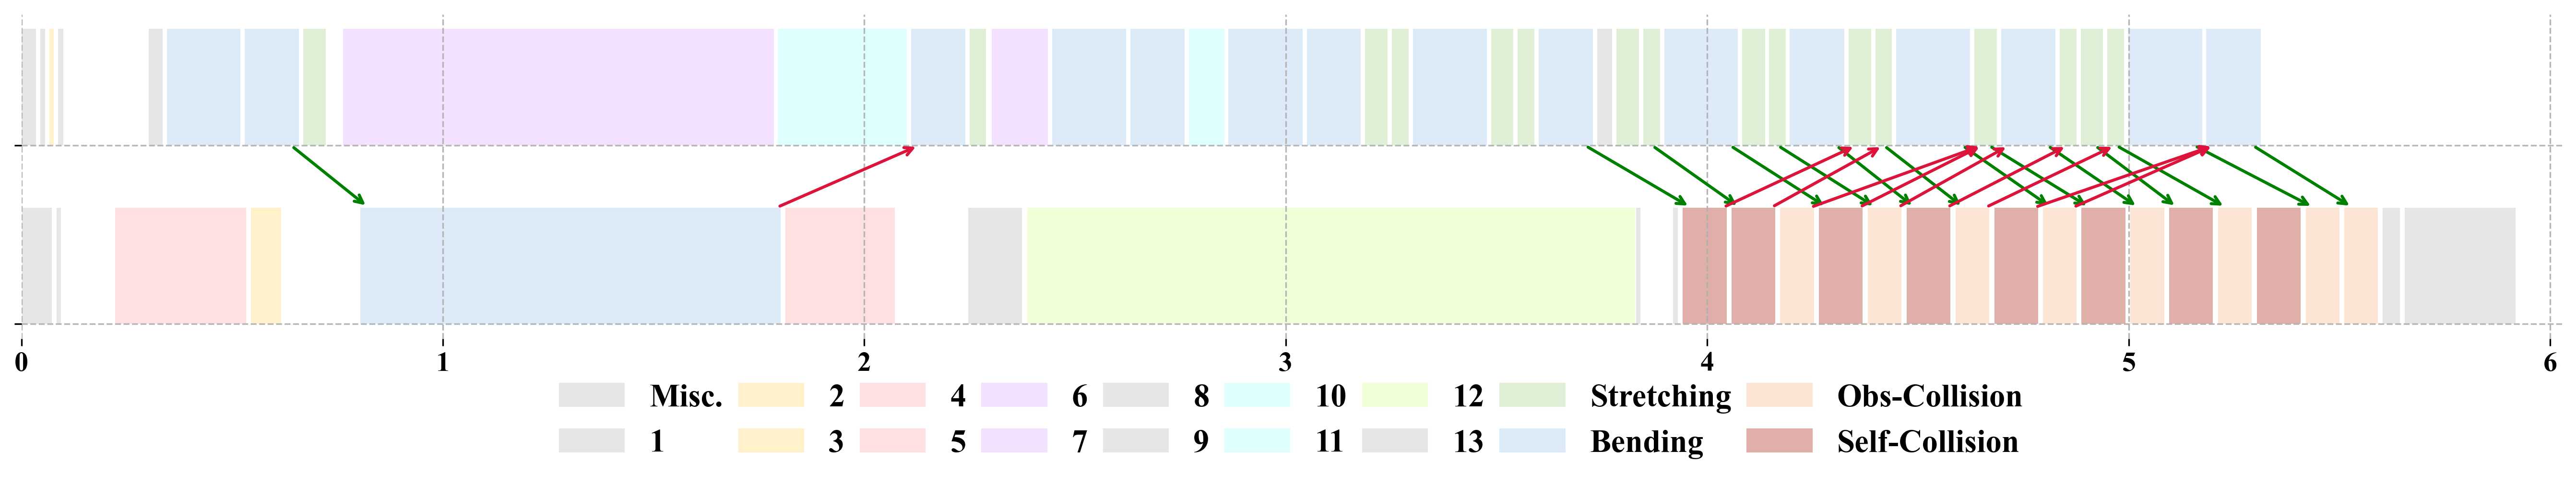 0 1 2 3 4 5 6
Misc. 2 4 6 8 10 12 Stretching Obs-Collision
1 3 5 7 9 11 13 Bending Self-Collision